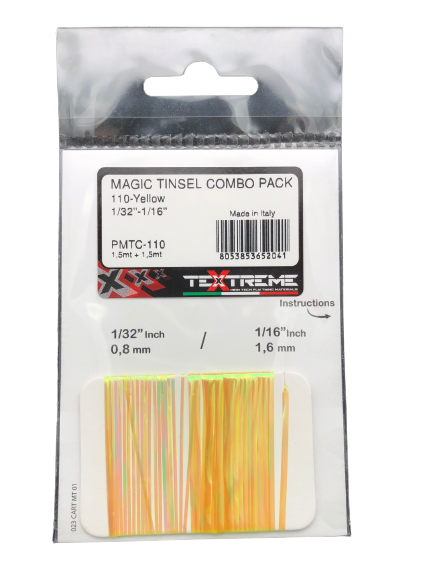 MAGIC TINSEL COMBO PACK
110-Yellow
1/32"-1/16"
Made in Italy
PMTC-110
1,5mt + 1,5mt
8053853652041
TEXTREME
HIGH TECH FLY TYING MATERIALS
Instructions
1/32" Inch / 1/16" Inch
0,8 mm 1,6 mm
023 CART MT 01